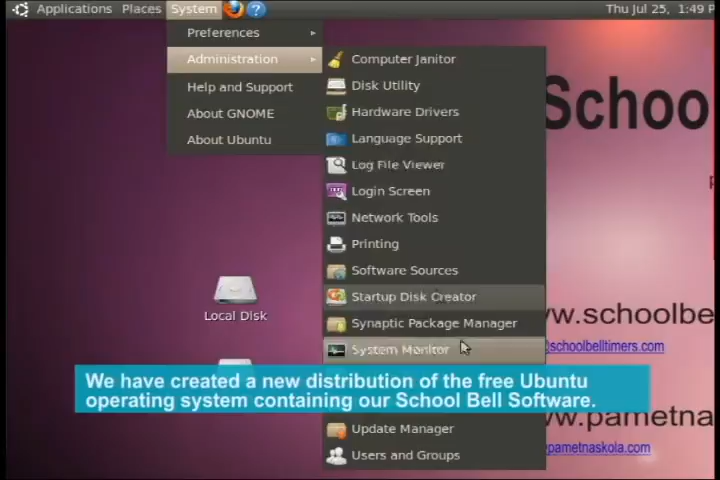 Applications Places System
Thu Jul 25, 1:49 P
Preferences
Administration
Help and Support
About GNOME
About Ubuntu
Computer Janitor
Disk Utility
Hardware Drivers
Language Support
Log File Viewer
Login Screen
Network Tools
Printing
Software Sources
Startup Disk Creator
Synaptic Package Manager
System Monitor
Update Manager
Users and Groups
Local Disk
Schoo
ww.schoolbe
@schoolbelltimers.com
w.pametna
@pametnaskola.com
We have created a new distribution of the free Ubuntu
operating system containing our School Bell Software.